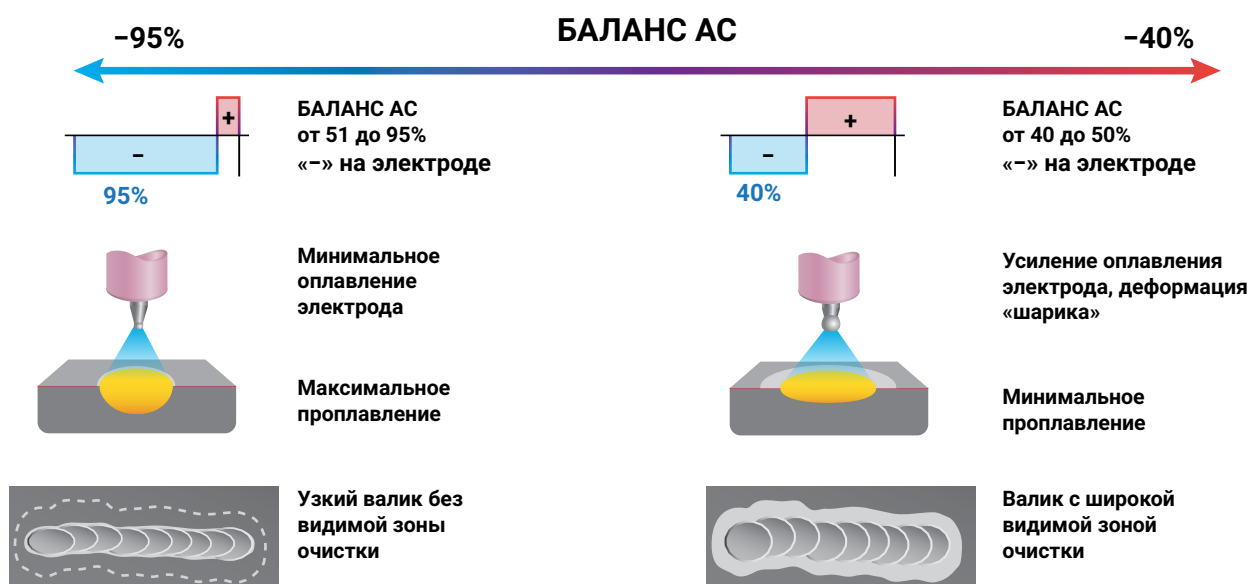 БАЛАНС АС
−95%
−40%
+
−
95%
БАЛАНС АС
от 51 до 95%
«−» на электроде
+
−
40%
БАЛАНС АС
от 40 до 50%
«−» на электроде
Минимальное
оплавление
электрода
Усиление оплавления
электрода, деформация
«шарика»
Максимальное
проплавление
Минимальное
проплавление
Узкий валик без
видимой зоны
очистки
Валик с широкой
видимой зоной
очистки